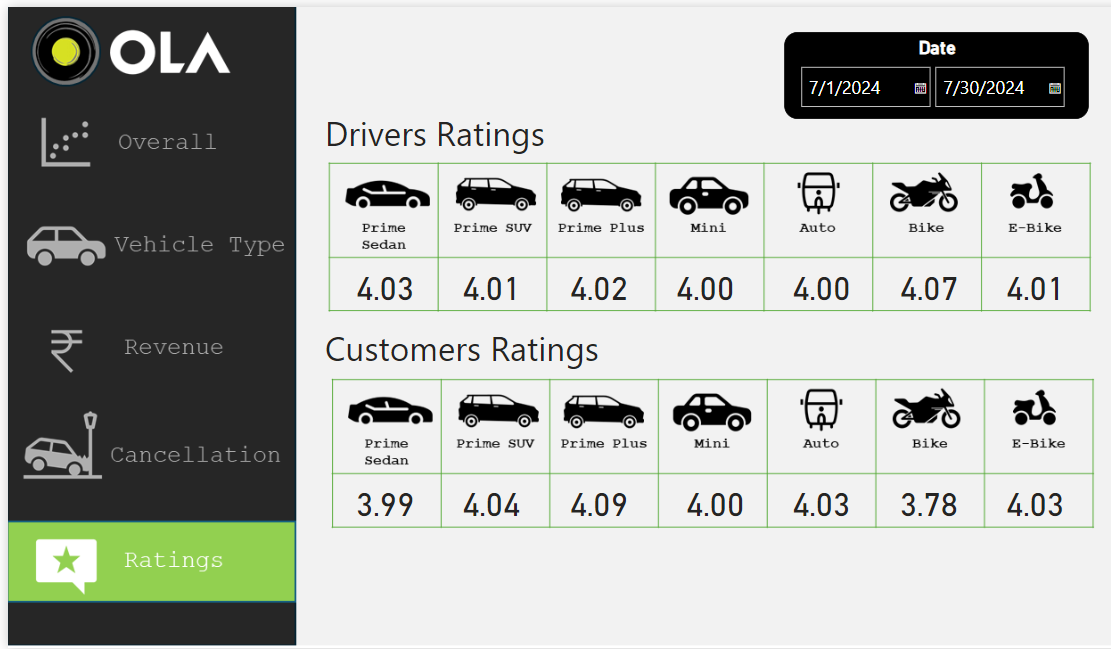 OLA
Overall
Vehicle Type
Revenue
Cancellation
Ratings
Date
7/1/2024 7/30/2024
Drivers Ratings
Prime Sedan Prime SUV Prime Plus Mini Auto Bike E-Bike
4.03 4.01 4.02 4.00 4.00 4.07 4.01
Customers Ratings
Prime Sedan Prime SUV Prime Plus Mini Auto Bike E-Bike
3.99 4.04 4.09 4.00 4.03 3.78 4.03